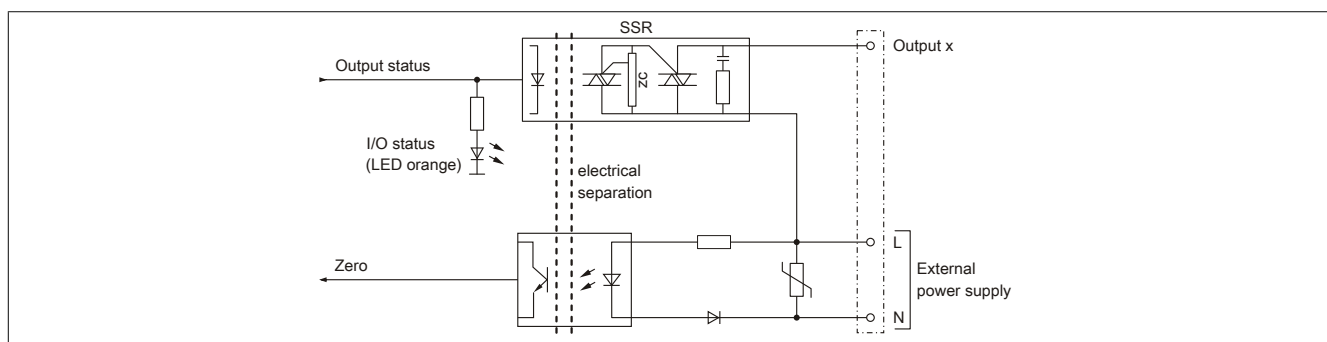 SSR
Output x
Output status
ZC
I/O status
(LED orange)
electrical
separation
L
Zero
External
power supply
N